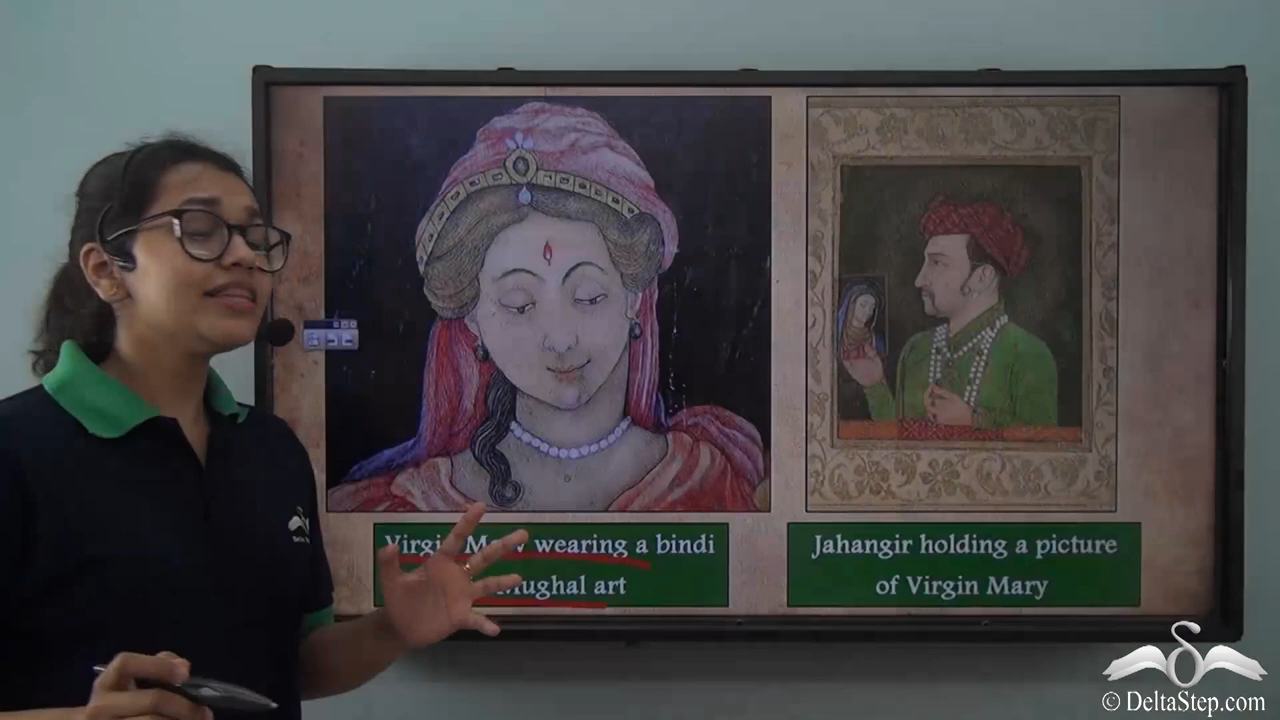 Virgin Mary wearing a bindi
Mughal art
Jahangir holding a picture
of Virgin Mary
© DeltaStep.com